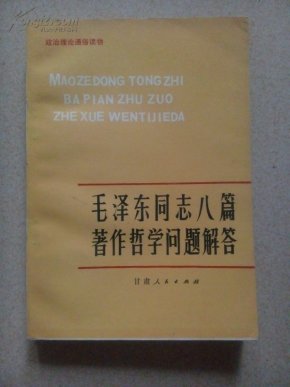 政治理论通俗读物
MAOZEDONG TONGZHI
BA PIAN ZHU ZUO
ZHE XUE WENTI JIEDA
毛泽东同志八篇
著作哲学问题解答
甘肃人民出版社